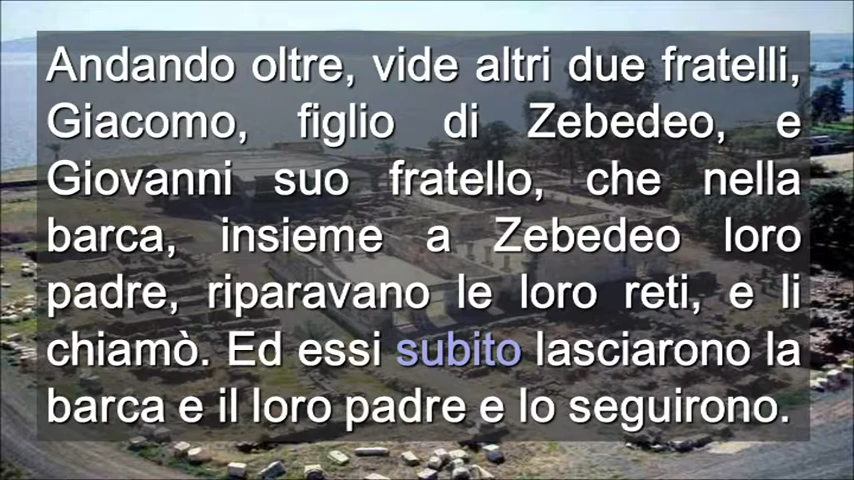 Andando oltre, vide altri due fratelli,
Giacomo, figlio di Zebedeo, e
Giovanni suo fratello, che nella
barca, insieme a Zebedeo loro
padre, riparavano le loro reti, e li
chiamò. Ed essi subito lasciarono la
barca e il loro padre e lo seguirono.